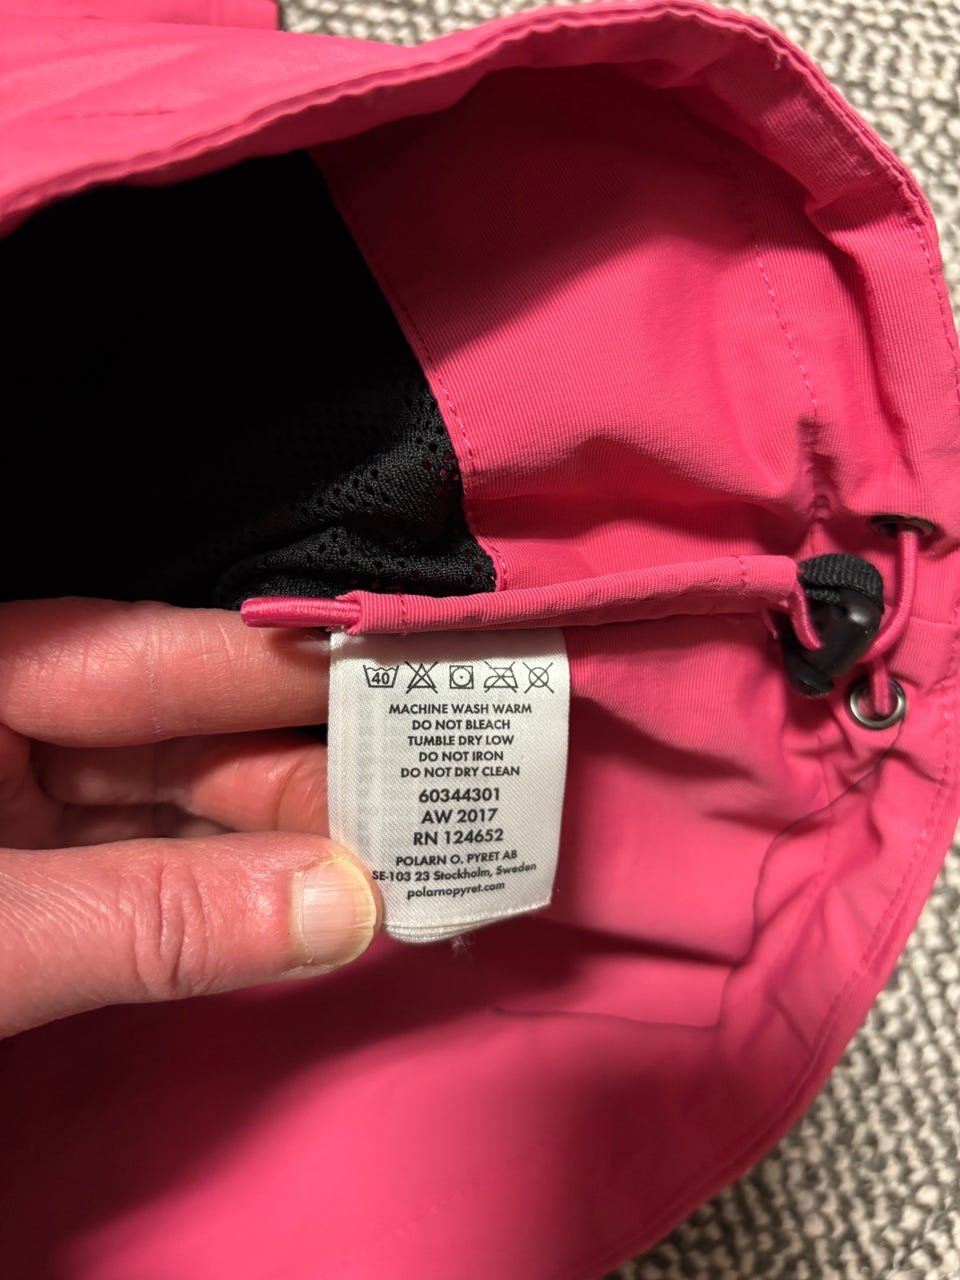 40
MACHINE WASH WARM
DO NOT BLEACH
TUMBLE DRY LOW
DO NOT IRON
DO NOT DRY CLEAN
60344301
AW 2017
RN 124652
POLARN O. PYRET AB
SE-103 23 Stockholm, Sweden
polarnopyret.com